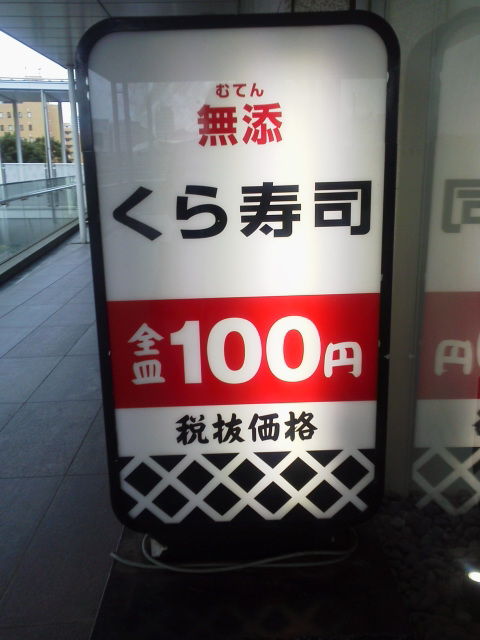 むてん
無添
くら寿司
全皿100円
税抜価格